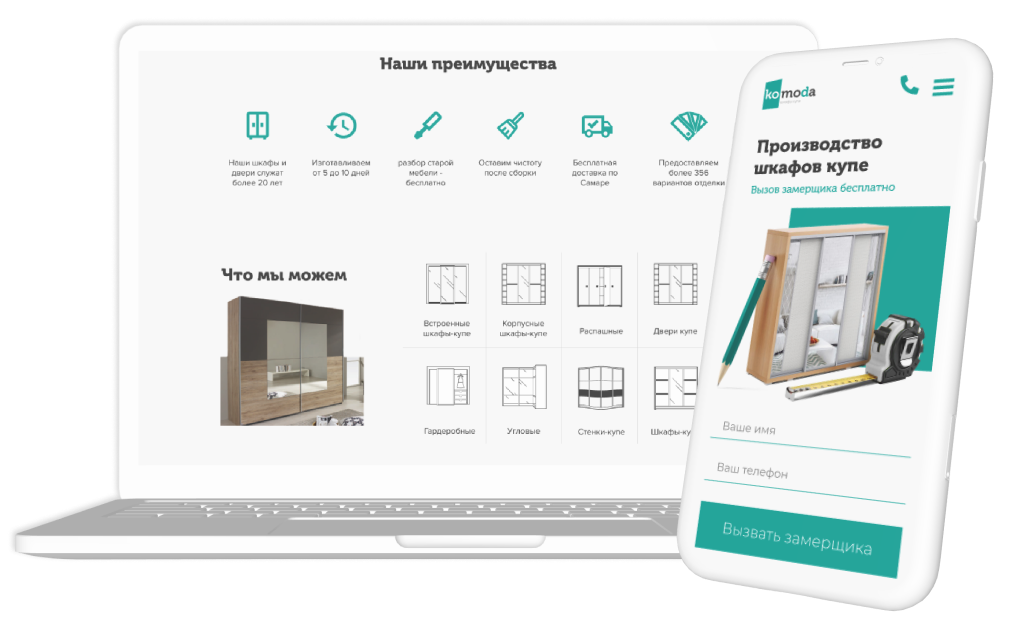 Наши преимущества
Наши шкафы и
двери служат
более 20 лет
Изготавливаем
от 5 до 10 дней
разбор старой
мебели -
бесплатно
Оставим чистоту
после сборки
Бесплатная
доставка по
Самаре
Предоставляем
более 356
вариантов отделки
Что мы можем
Встроенные
шкафы-купе
Корпусные
шкафы-купе
Распашные
Двери купе
Гардеробные
Угловые
Стенки-купе
Шкафы-ку
komoda
Производство
шкафов купе
Вызов замерщика бесплатно
Ваше имя
Ваш телефон
Вызвать замерщика